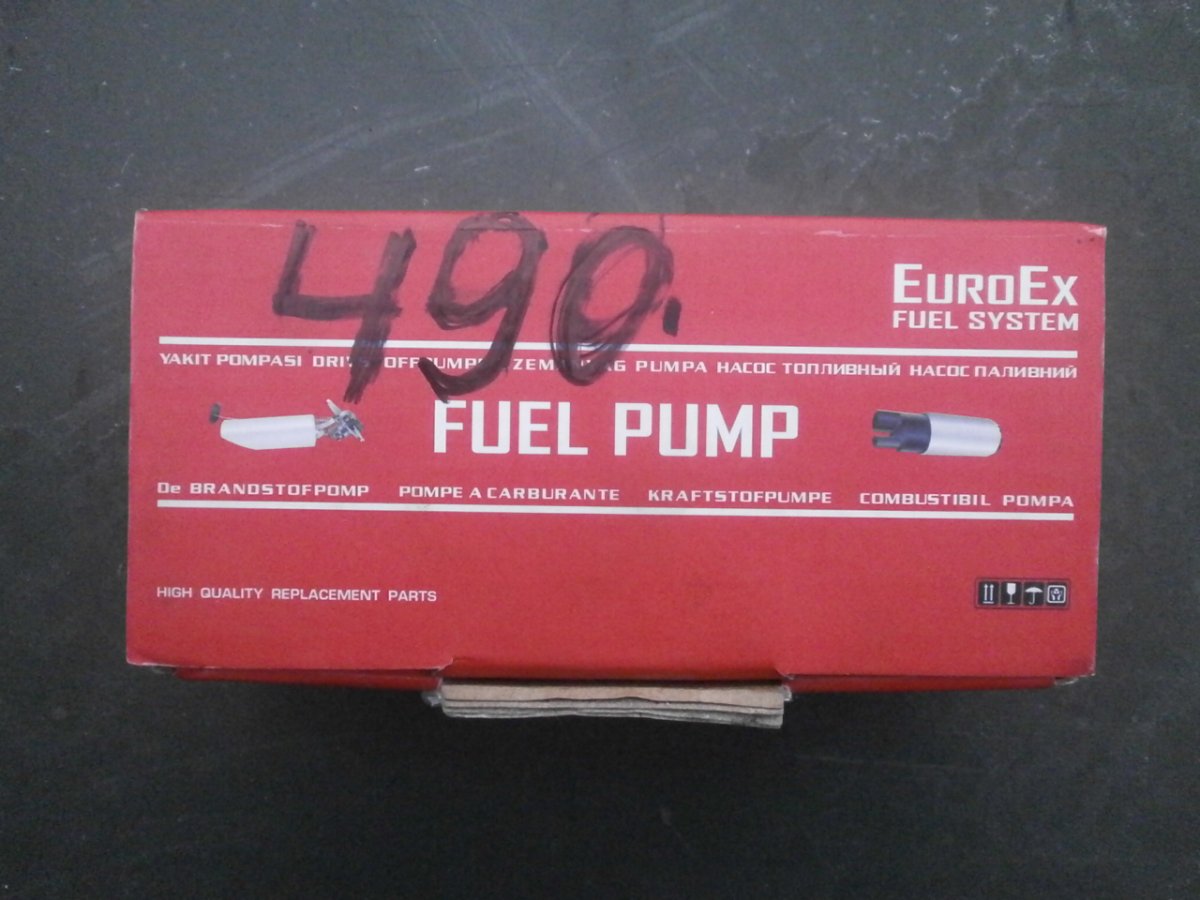 490.
EUROEX
FUEL SYSTEM
YAKIT POMPASI PUMPA НАСОС ТОПЛИВНЫЙ НАСОС ПАЛИВНИЙ
FUEL PUMP
De BRANDSTOFPOMP POMPE A CARBURANTE KRAFTSTOFPUMPE COMBUSTIBIL POMPA
HIGH QUALITY REPLACEMENT PARTS